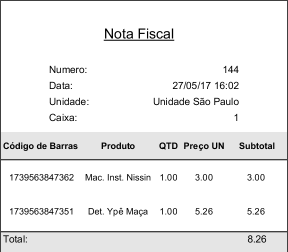 Nota Fiscal
Numero: 144
Data: 27/05/17 16:02
Unidade: Unidade São Paulo
Caixa: 1
Código de Barras Produto QTD Preço UN Subtotal
1739563847362 Mac. Inst. Nissin 1.00 3.00 3.00
1739563847351 Det. Ypê Maça 1.00 5.26 5.26
Total: 8.26